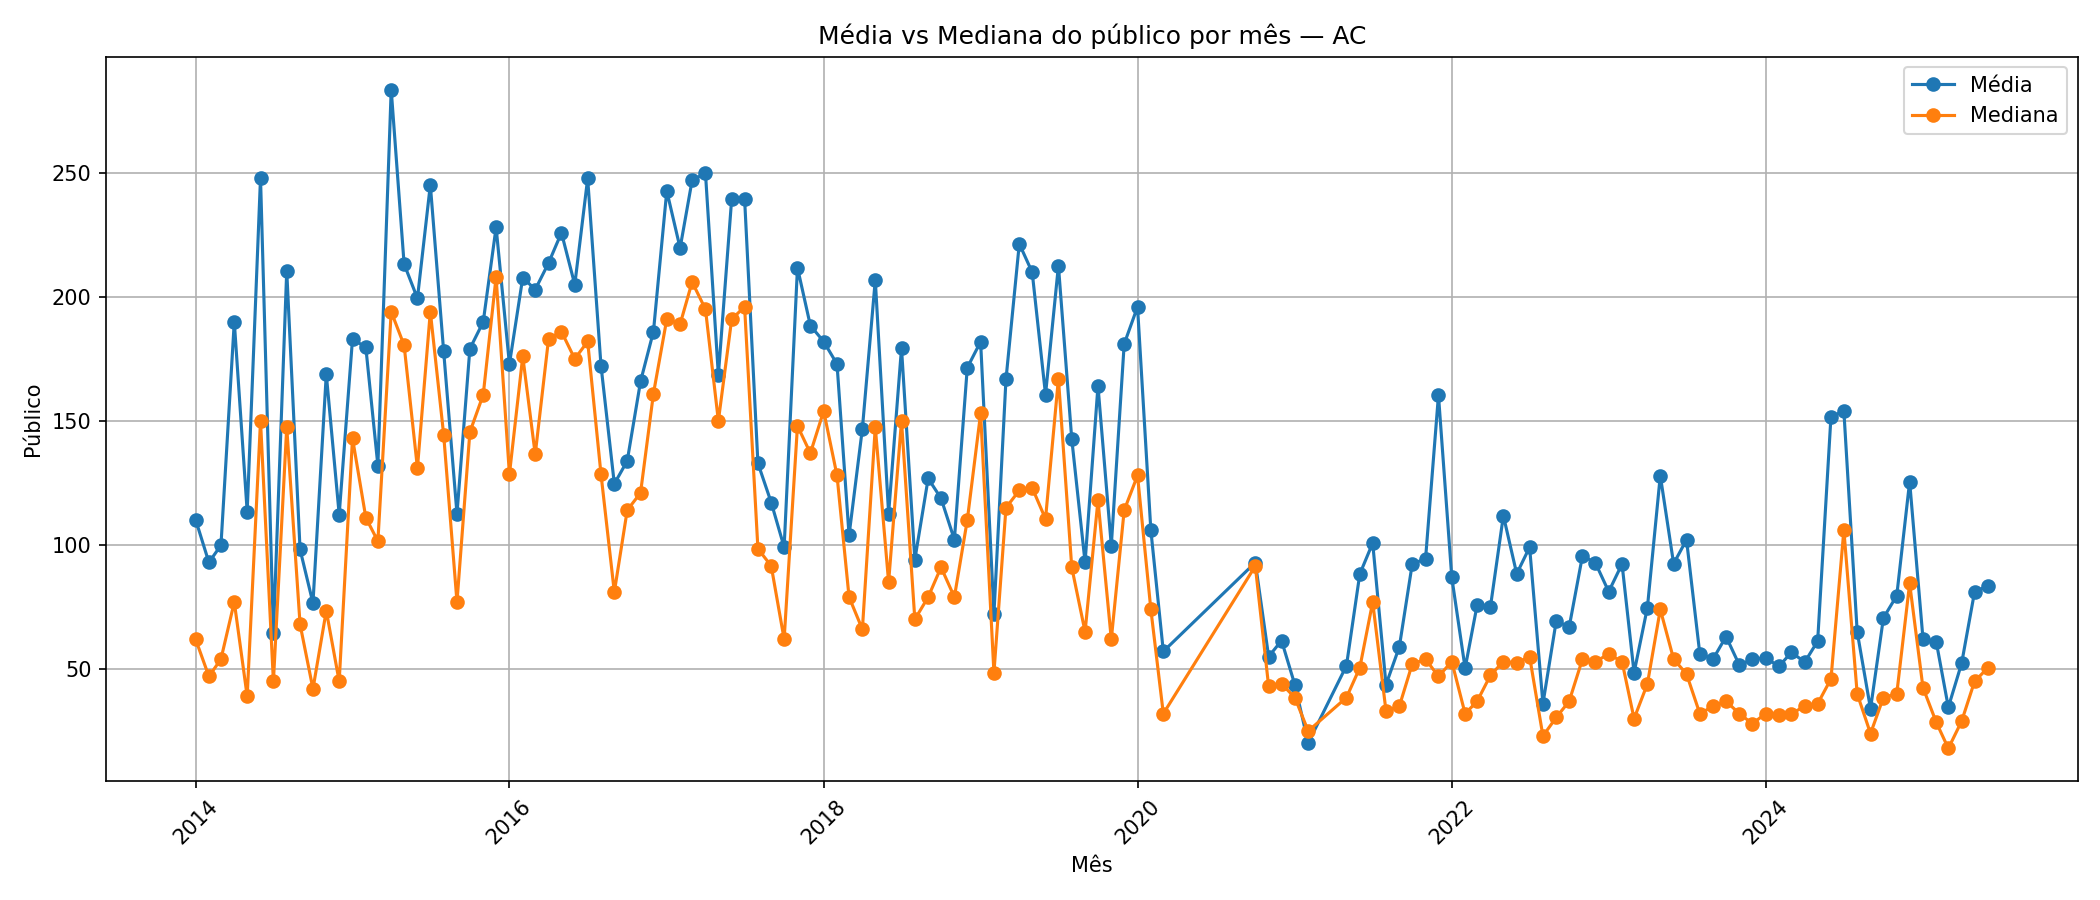 Média vs Mediana do público por mês — AC
Média
Mediana
Público
250
200
150
100
50
2014
2016
2018
2020
2022
2024
Mês